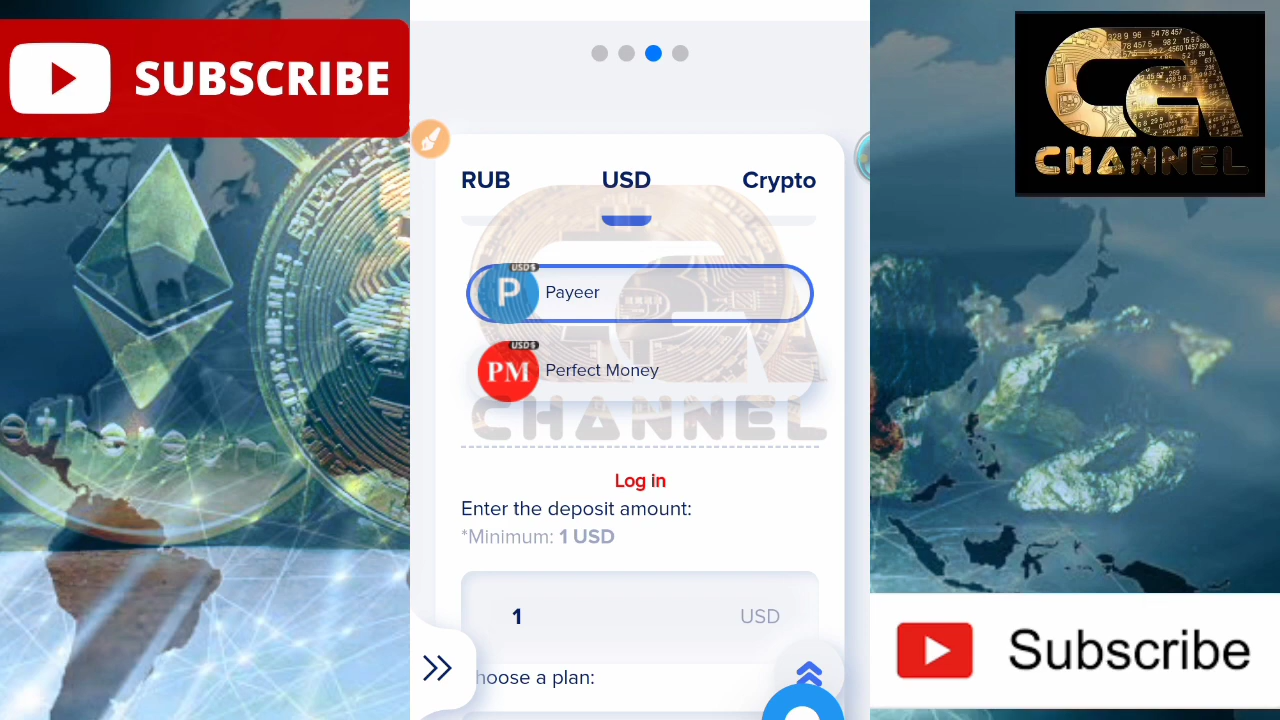 SUBSCRIBE
CHANNEL
RUB USD Crypto
USD$
P Payeer
USD$
PM Perfect Money
CHANNEL
Log in
Enter the deposit amount:
*Minimum: 1 USD
1 USD
hoose a plan:
Subscribe